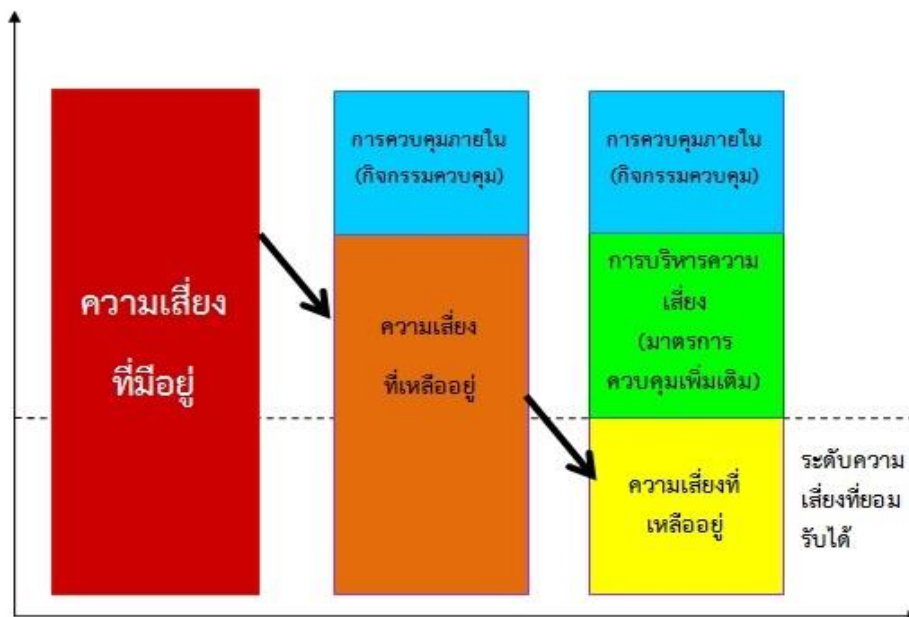 ความเสี่ยง
ที่มีอยู่
การควบคุมภายใน
(กิจกรรมควบคุม)
ความเสี่ยง
ที่เหลืออยู่
การควบคุมภายใน
(กิจกรรมควบคุม)
การบริหารความ
เสี่ยง
(มาตรการ
ควบคุมเพิ่มเติม)
ความเสี่ยงที่
เหลืออยู่
ระดับความ
เสี่ยงที่ยอม
รับได้